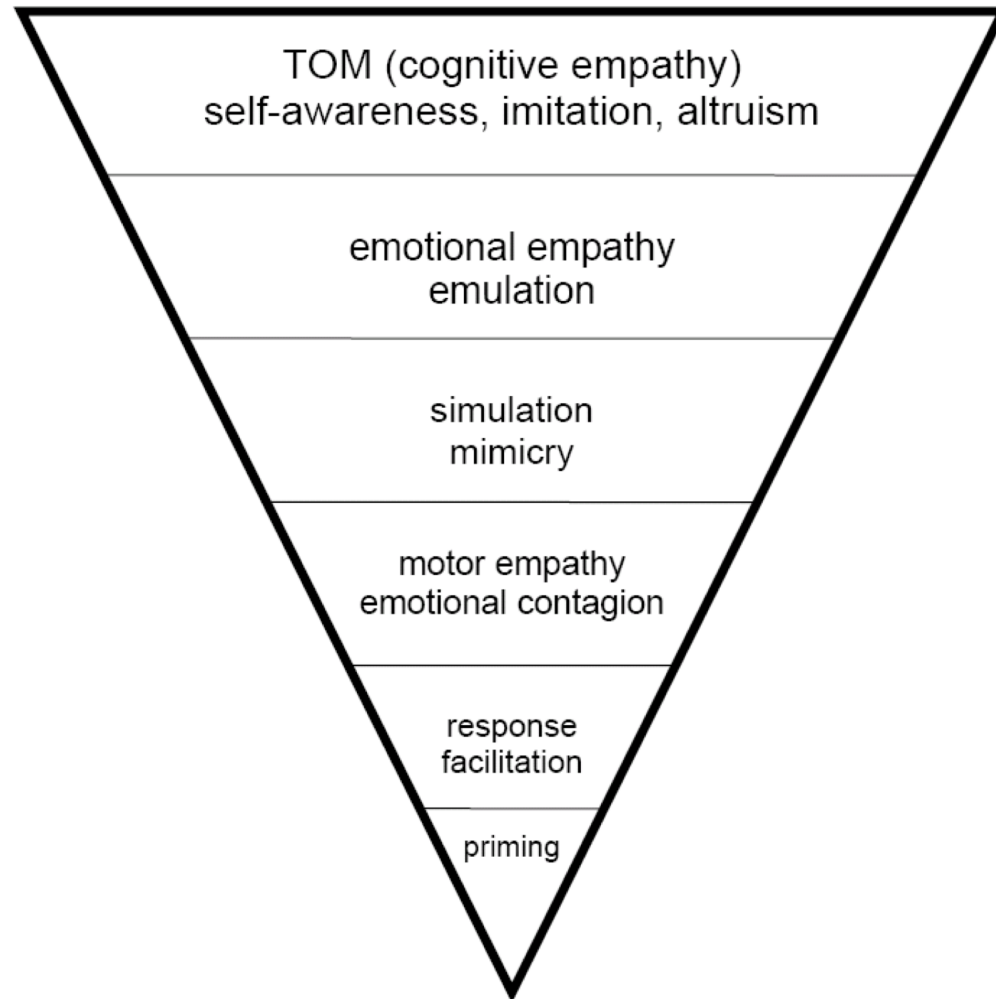 TOM (cognitive empathy)
self-awareness, imitation, altruism
emotional empathy
emulation
simulation
mimicry
motor empathy
emotional contagion
response
facilitation
priming